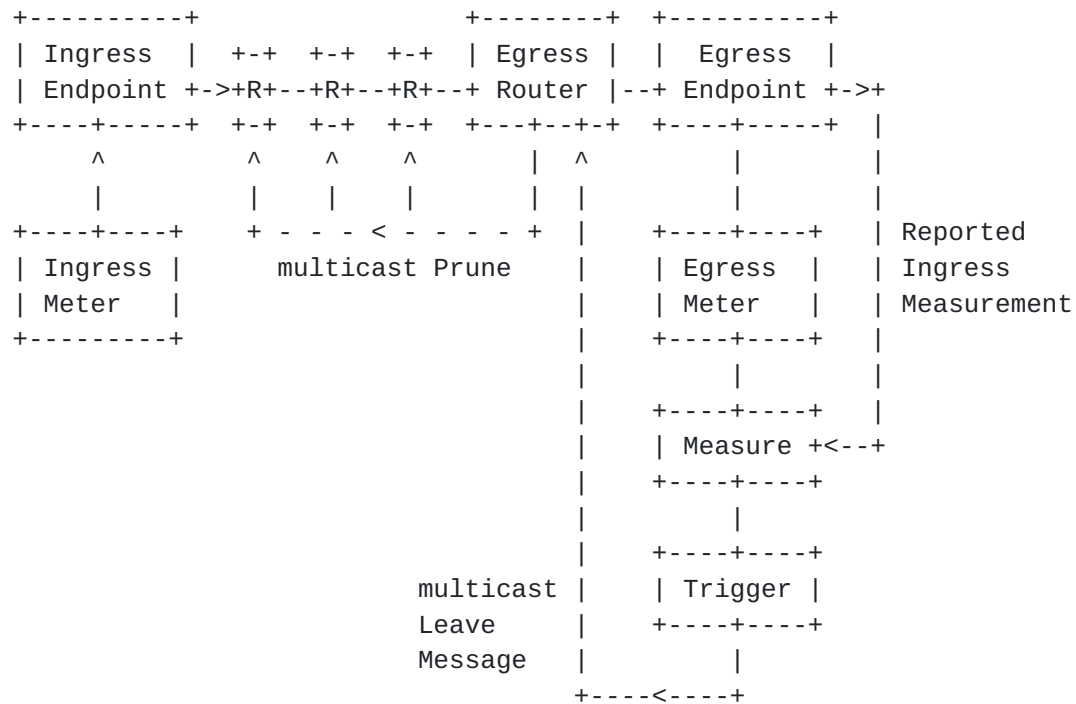 +----------+                 +--------+  +----------+
| Ingress  |  +-+  +-+  +-+  | Egress |  |  Egress  |
| Endpoint +->+R+--+R+--+R+--+ Router |--+ Endpoint +->+
+----+-----+  +-+  +-+  +-+  +---+--+-+  +----+-----+  |
     ^         ^    ^    ^       |  ^         |        |
     |         |    |    |       |  |         |        |
+----+----+    + - - - < - - - - +  |    +----+----+   | Reported
| Ingress |      multicast Prune    |    | Egress  |   | Ingress
| Meter   |                         |    | Meter   |   | Measurement
+---------+                         |    +----+----+   |
                                    |         |        |
                                    |    +----+----+   |
                                    |    | Measure +<--+
                                    |    +----+----+
                                    |         |
                                    |    +----+----+
                          multicast |    | Trigger |
                          Leave     |    +----+----+
                          Message   |         |
                                    +----<----+